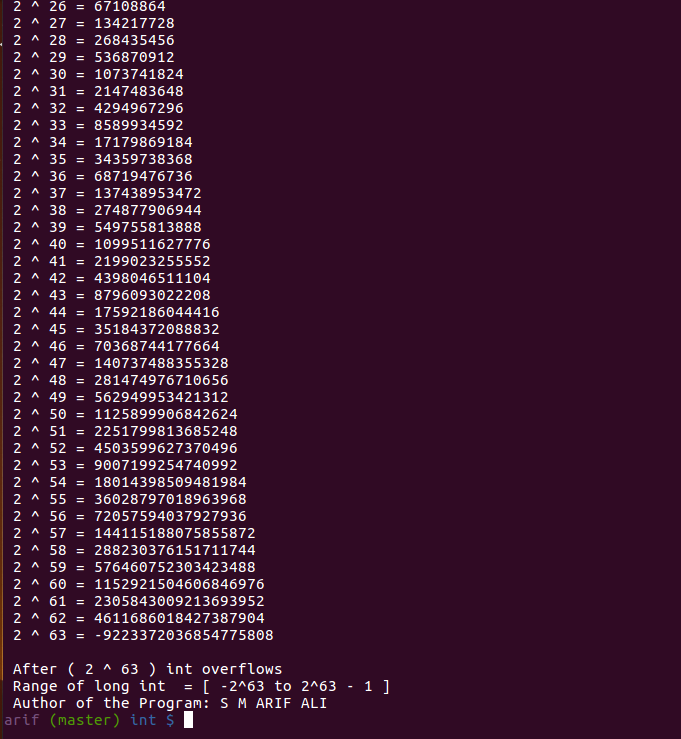 2 ^ 26 = 67108864
2 ^ 27 = 134217728
2 ^ 28 = 268435456
2 ^ 29 = 536870912
2 ^ 30 = 1073741824
2 ^ 31 = 2147483648
2 ^ 32 = 4294967296
2 ^ 33 = 8589934592
2 ^ 34 = 17179869184
2 ^ 35 = 34359738368
2 ^ 36 = 68719476736
2 ^ 37 = 137438953472
2 ^ 38 = 274877906944
2 ^ 39 = 549755813888
2 ^ 40 = 1099511627776
2 ^ 41 = 2199023255552
2 ^ 42 = 4398046511104
2 ^ 43 = 8796093022208
2 ^ 44 = 17592186044416
2 ^ 45 = 35184372088832
2 ^ 46 = 70368744177664
2 ^ 47 = 140737488355328
2 ^ 48 = 281474976710656
2 ^ 49 = 562949953421312
2 ^ 50 = 1125899906842624
2 ^ 51 = 2251799813685248
2 ^ 52 = 4503599627370496
2 ^ 53 = 9007199254740992
2 ^ 54 = 18014398509481984
2 ^ 55 = 36028797018963968
2 ^ 56 = 72057594037927936
2 ^ 57 = 144115188075855872
2 ^ 58 = 288230376151711744
2 ^ 59 = 576460752303423488
2 ^ 60 = 1152921504606846976
2 ^ 61 = 2305843009213693952
2 ^ 62 = 4611686018427387904
2 ^ 63 = -9223372036854775808
After ( 2 ^ 63 ) int overflows
Range of long int  = [ -2^63 to 2^63 - 1 ]
Author of the Program: S M ARIF ALI
arif (master) int $